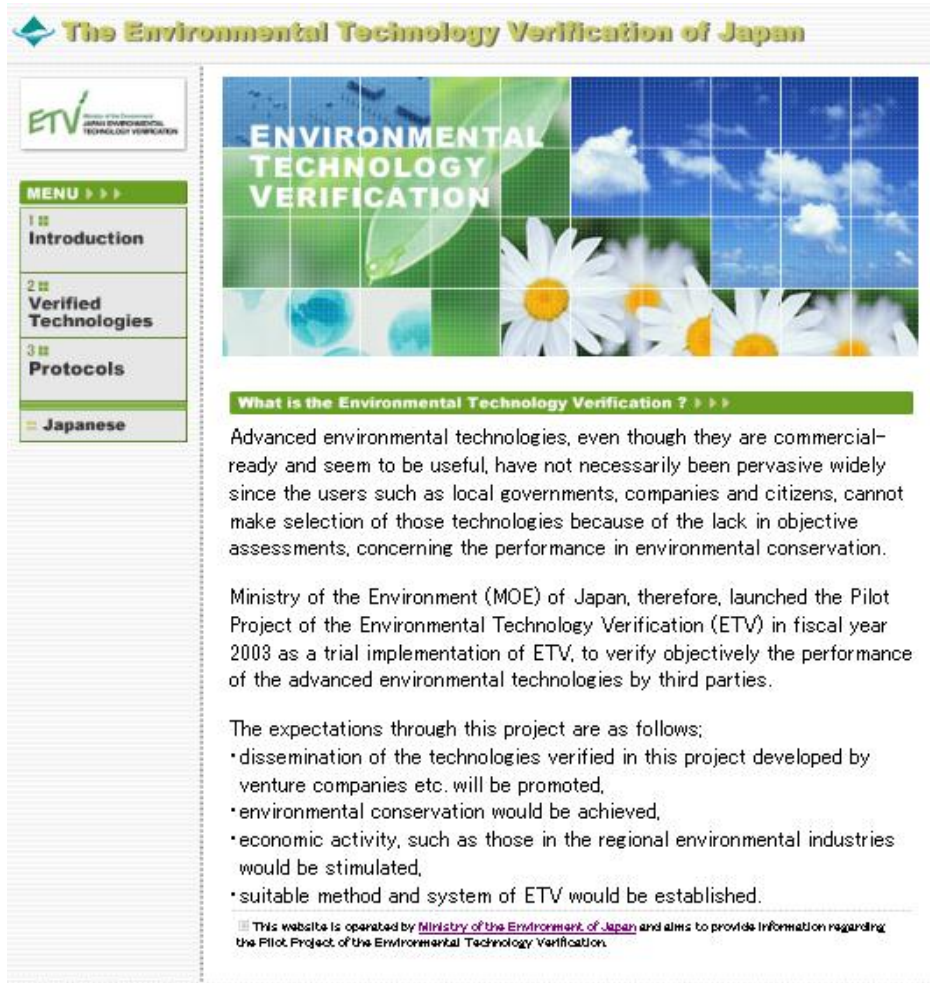 The Environmental Technology Verification of Japan
ETV
Ministry of the Environment
JAPAN ENVIRONMENTAL
TECHNOLOGY VERIFICATION
ENVIRONMENTAL
TECHNOLOGY
VERIFICATION
MENU
1
Introduction
2
Verified
Technologies
3
Protocols
Japanese
What is the Environmental Technology Verification ?
Advanced environmental technologies, even though they are commercial-
ready and seem to be useful, have not necessarily been pervasive widely
since the users such as local governments, companies and citizens, cannot
make selection of those technologies because of the lack in objective
assessments, concerning the performance in environmental conservation.
Ministry of the Environment (MOE) of Japan, therefore, launched the Pilot
Project of the Environmental Technology Verification (ETV) in fiscal year
2003 as a trial implementation of ETV, to verify objectively the performance
of the advanced environmental technologies by third parties.
The expectations through this project are as follows;
・dissemination of the technologies verified in this project developed by
venture companies etc. will be promoted,
・environmental conservation would be achieved,
・economic activity, such as those in the regional environmental industries
would be stimulated,
・suitable method and system of ETV would be established.
This website is operated by Ministry of the Environment of Japan and aims to provide information regarding
the Pilot Project of the Environmental Technology Verification.